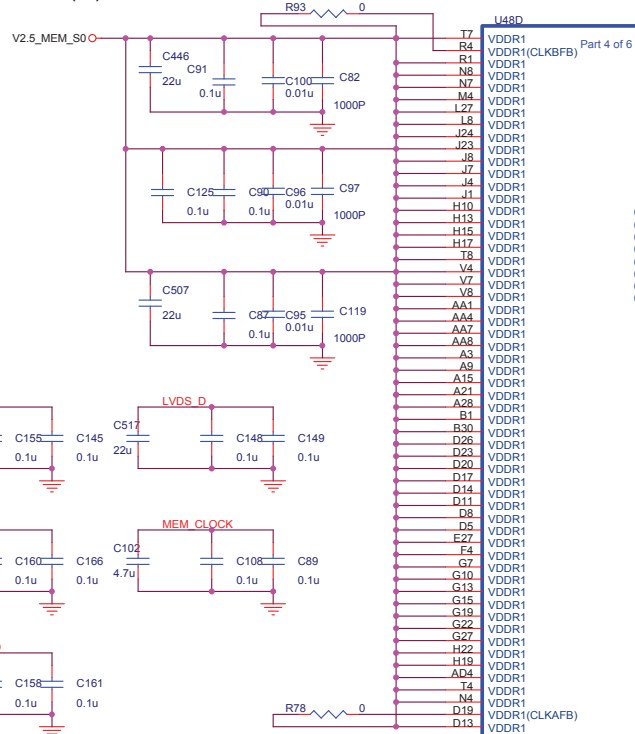 R93 0
U48D
V2.5_MEM_S0
Part 4 of 6
C446
22u
C91
0.1u
C100
0.01u
C82
1000P
C125
0.1u
C90
0.1u
C96
0.01u
C97
1000P
C507
22u
C87
0.1u
C95
0.01u
C119
1000P
T7 VDDR1
R4 VDDR1(CLKBFB)
R1 VDDR1
N8 VDDR1
N7 VDDR1
M4 VDDR1
L27 VDDR1
L8 VDDR1
J24 VDDR1
J23 VDDR1
J8 VDDR1
J7 VDDR1
J4 VDDR1
J1 VDDR1
H10 VDDR1
H13 VDDR1
H15 VDDR1
H17 VDDR1
T8 VDDR1
V4 VDDR1
V7 VDDR1
V8 VDDR1
AA1 VDDR1
AA4 VDDR1
AA7 VDDR1
AA8 VDDR1
A3 VDDR1
A9 VDDR1
A15 VDDR1
A21 VDDR1
A28 VDDR1
B1 VDDR1
B30 VDDR1
D26 VDDR1
D23 VDDR1
D20 VDDR1
D17 VDDR1
D14 VDDR1
D11 VDDR1
D8 VDDR1
D5 VDDR1
E27 VDDR1
F4 VDDR1
G7 VDDR1
G10 VDDR1
G13 VDDR1
G15 VDDR1
G19 VDDR1
G22 VDDR1
G27 VDDR1
H22 VDDR1
H19 VDDR1
AD4 VDDR1
T4 VDDR1
N4 VDDR1
D19 VDDR1(CLKAFB)
D13 VDDR1
LVDS_D
C155
0.1u
C145
0.1u
C517
22u
C148
0.1u
C149
0.1u
MEM_CLOCK
C160
0.1u
C166
0.1u
C102
4.7u
C108
0.1u
C89
0.1u
C158
0.1u
C161
0.1u
R78 0